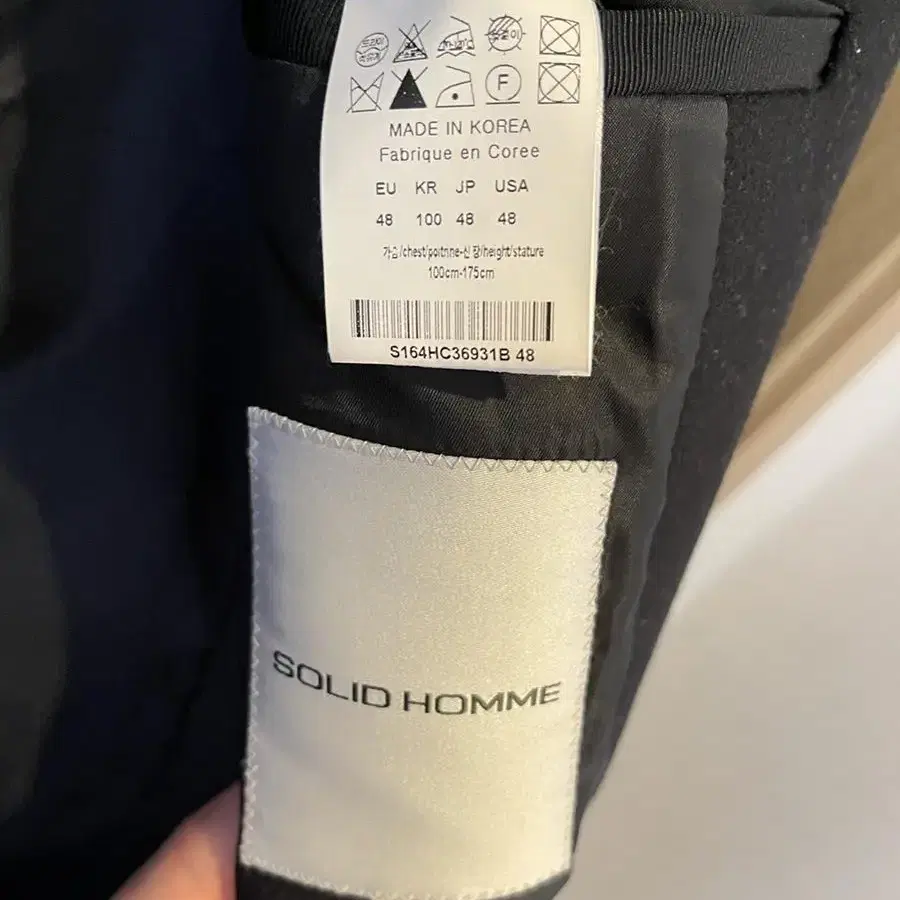 F
MADE IN KOREA
Fabrique en Coree
EU KR JP USA
48 100 48 48
가슴/chest/poitnne-신장/height/stature
100cm-175cm
S164HC36931B 48
SOLID HOMME